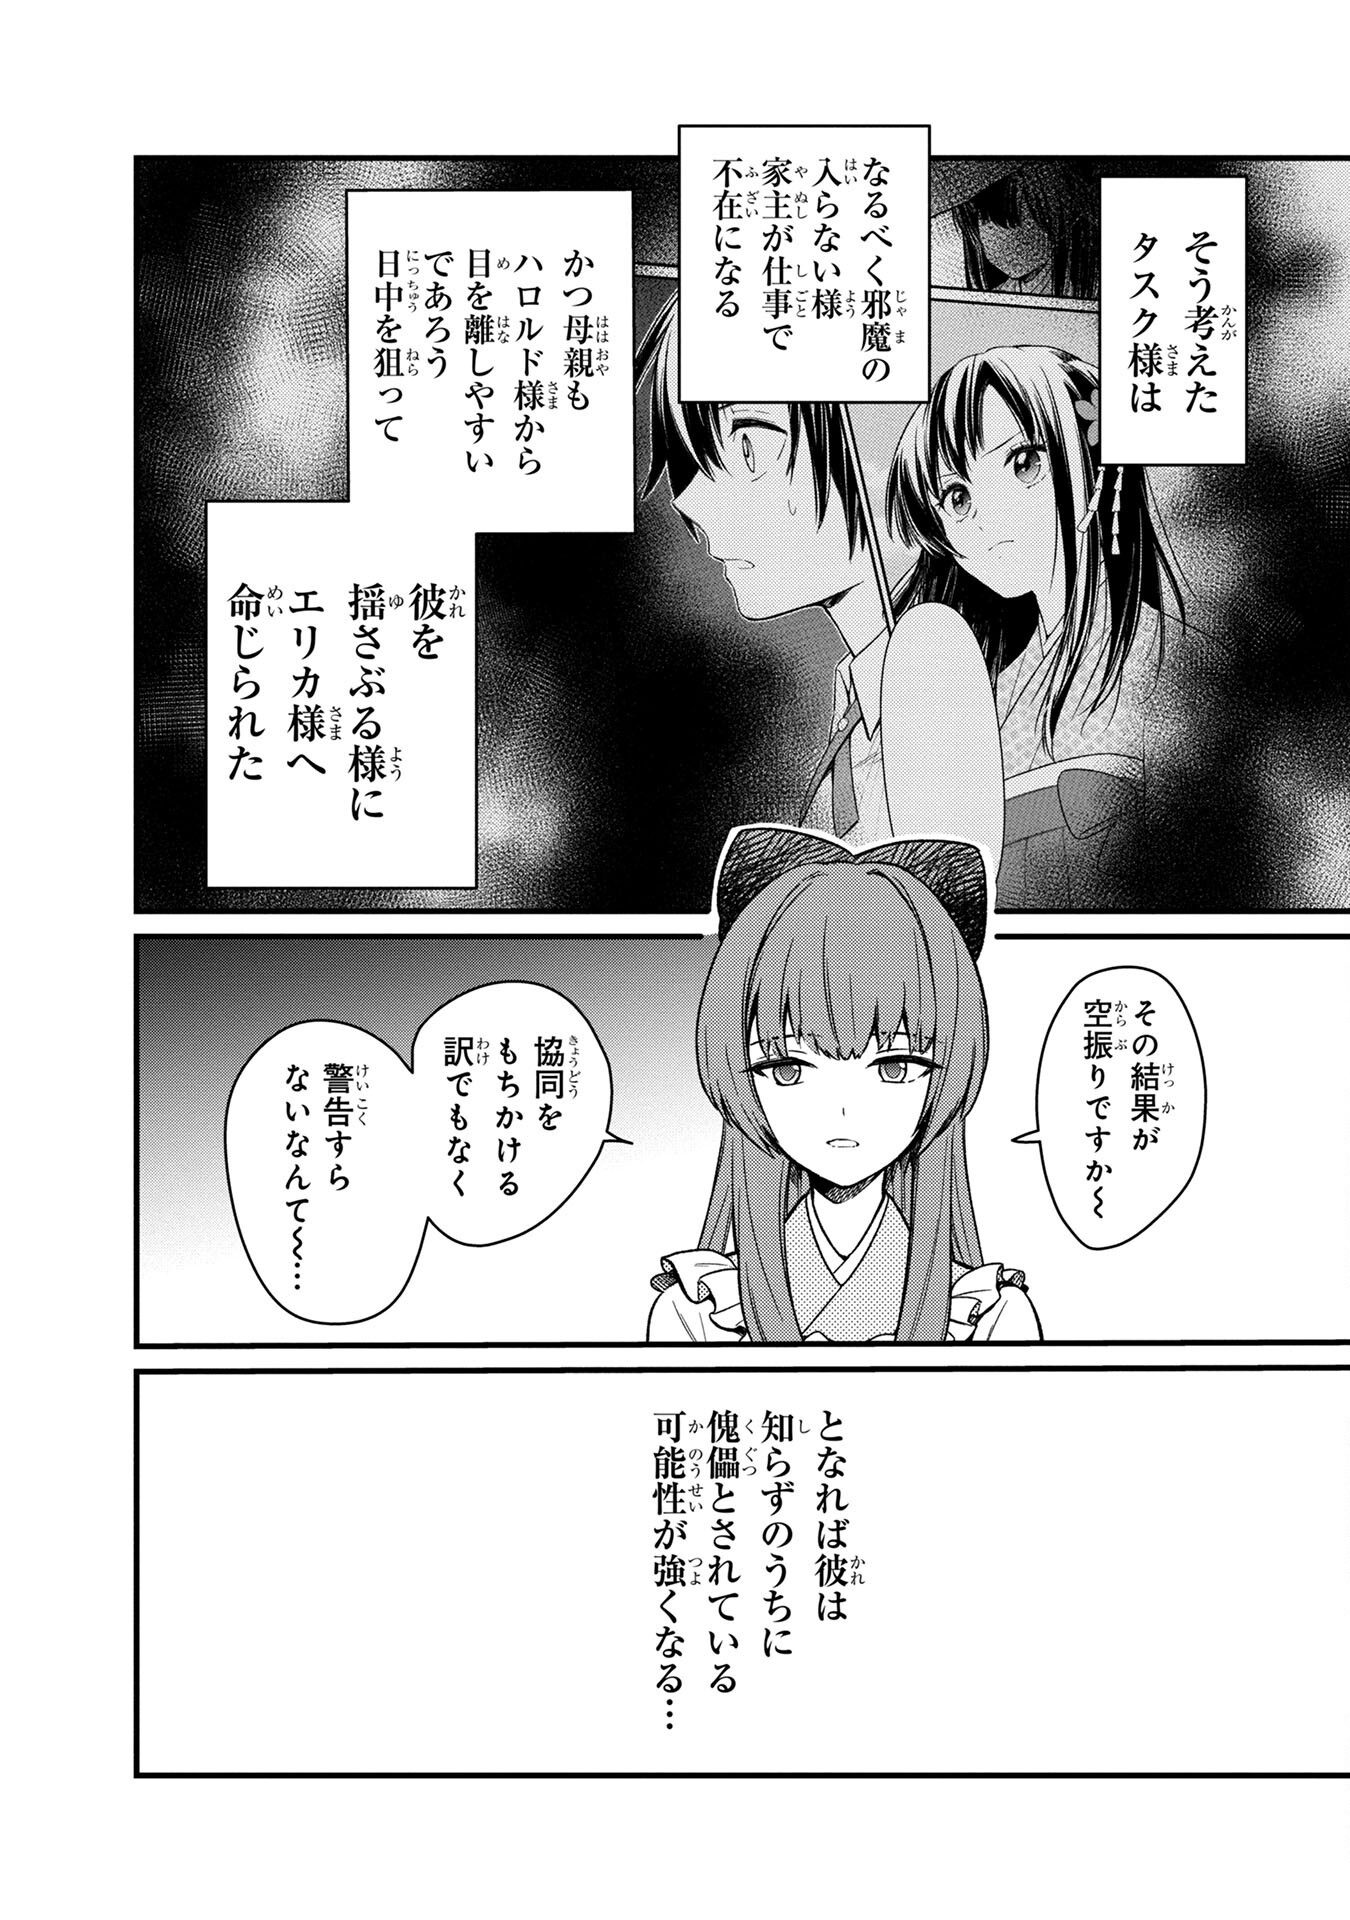 そう考えた
タスク様は
なるべく邪魔の
入らない様
家主が仕事で
不在になる
かつ母親も
ハロルド様から
目を離しやすい
であろう
日中を狙って
彼を
揺さぶる様に
エリカ様へ
命じられた
その結果が
空振りですか〜
協同を
もちかける
訳でもなく
警告すら
ないなんて〜…
となれば彼は
知らずのうちに
傀儡とされている
可能性が強くなる…